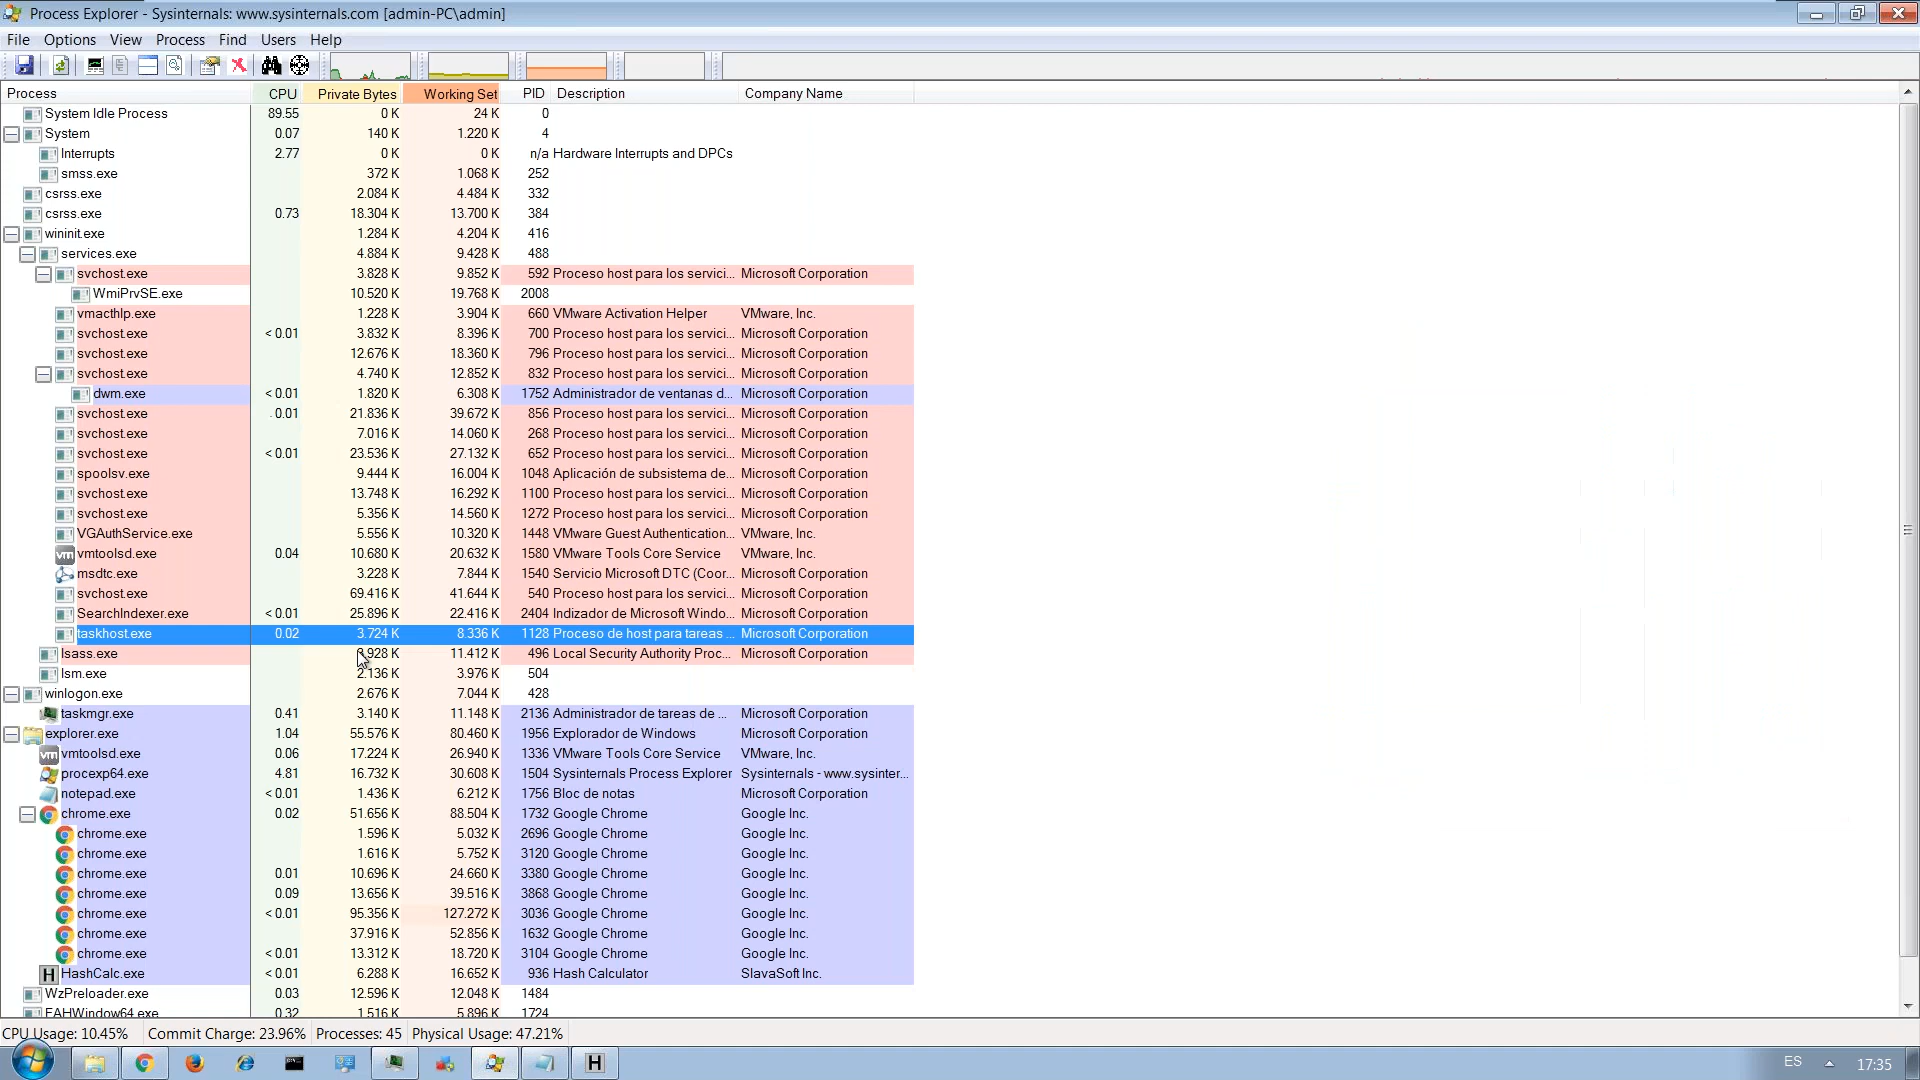 Process Explorer - Sysinternals: www.sysinternals.com [admin-PC\admin]
File Options View Process Find Users Help
Process CPU Private Bytes Working Set PID Description Company Name
System Idle Process 89.55 0 K 24 K 0
System 0.07 140 K 1.220 K 4
Interrupts 2.77 0 K 0 K n/a Hardware Interrupts and DPCs
smss.exe 372 K 1.068 K 252
csrss.exe 2.084 K 4.484 K 332
csrss.exe 0.73 18.304 K 13.700 K 384
wininit.exe 1.284 K 4.204 K 416
services.exe 4.884 K 9.428 K 488
svchost.exe 3.828 K 9.852 K 592 Proceso host para los servici... Microsoft Corporation
WmiPrvSE.exe 10.520 K 19.768 K 2008
vmacthlp.exe 1.228 K 3.904 K 660 VMware Activation Helper VMware, Inc.
svchost.exe < 0.01 3.832 K 8.396 K 700 Proceso host para los servici... Microsoft Corporation
svchost.exe 12.676 K 18.360 K 796 Proceso host para los servici... Microsoft Corporation
svchost.exe 4.740 K 12.852 K 832 Proceso host para los servici... Microsoft Corporation
dwm.exe < 0.01 1.820 K 6.308 K 1752 Administrador de ventanas d... Microsoft Corporation
svchost.exe 0.01 21.836 K 39.672 K 856 Proceso host para los servici... Microsoft Corporation
svchost.exe 7.016 K 14.060 K 268 Proceso host para los servici... Microsoft Corporation
svchost.exe < 0.01 23.536 K 27.132 K 652 Proceso host para los servici... Microsoft Corporation
spoolsv.exe 9.444 K 16.004 K 1048 Aplicación de subsistema de... Microsoft Corporation
svchost.exe 13.748 K 16.292 K 1100 Proceso host para los servici... Microsoft Corporation
svchost.exe 5.356 K 14.560 K 1272 Proceso host para los servici... Microsoft Corporation
VGAuthService.exe 5.556 K 10.320 K 1448 VMware Guest Authentication... VMware, Inc.
vmtoolsd.exe 0.04 10.680 K 20.632 K 1580 VMware Tools Core Service VMware, Inc.
msdtc.exe 3.228 K 7.844 K 1540 Servicio Microsoft DTC (Coor... Microsoft Corporation
svchost.exe 69.416 K 41.644 K 540 Proceso host para los servici... Microsoft Corporation
SearchIndexer.exe < 0.01 25.896 K 22.416 K 2404 Indizador de Microsoft Windo... Microsoft Corporation
taskhost.exe 0.02 3.724 K 8.336 K 1128 Proceso de host para tareas ... Microsoft Corporation
lsass.exe 928 K 11.412 K 496 Local Security Authority Proc... Microsoft Corporation
lsm.exe 2.136 K 3.976 K 504
winlogon.exe 2.676 K 7.044 K 428
taskmgr.exe 0.41 3.140 K 11.148 K 2136 Administrador de tareas de ... Microsoft Corporation
explorer.exe 1.04 55.576 K 80.460 K 1956 Explorador de Windows Microsoft Corporation
vmtoolsd.exe 0.06 17.224 K 26.940 K 1336 VMware Tools Core Service VMware, Inc.
procexp64.exe 4.81 16.732 K 30.608 K 1504 Sysinternals Process Explorer Sysinternals - www.sysinter...
notepad.exe < 0.01 1.436 K 6.212 K 1756 Bloc de notas Microsoft Corporation
chrome.exe 0.02 51.656 K 88.504 K 1732 Google Chrome Google Inc.
chrome.exe 1.596 K 5.032 K 2696 Google Chrome Google Inc.
chrome.exe 1.616 K 5.752 K 3120 Google Chrome Google Inc.
chrome.exe 0.01 10.696 K 24.660 K 3380 Google Chrome Google Inc.
chrome.exe 0.09 13.656 K 39.516 K 3868 Google Chrome Google Inc.
chrome.exe < 0.01 95.356 K 127.272 K 3036 Google Chrome Google Inc.
chrome.exe 37.916 K 52.856 K 1632 Google Chrome Google Inc.
chrome.exe < 0.01 13.312 K 18.720 K 3104 Google Chrome Google Inc.
HashCalc.exe < 0.01 6.288 K 16.652 K 936 Hash Calculator SlavaSoft Inc.
WzPreloader.exe 0.03 12.596 K 12.048 K 1484
FAHWindow64.exe 0.32 1.516 K 5.896 K 1724
CPU Usage: 10.45% Commit Charge: 23.96% Processes: 45 Physical Usage: 47.21%
H ES 17:35